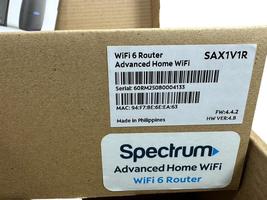 WiFi 6 Router SAX1V1R
Advanced Home WiFi
Serial: 60RM25080004133
MAC: 94:F7:BE:6E:EA:63
FW:4.4.2
Made in Philippines HW VER:4.8
Spectrum
Advanced Home WiFi
WiFi 6 Router